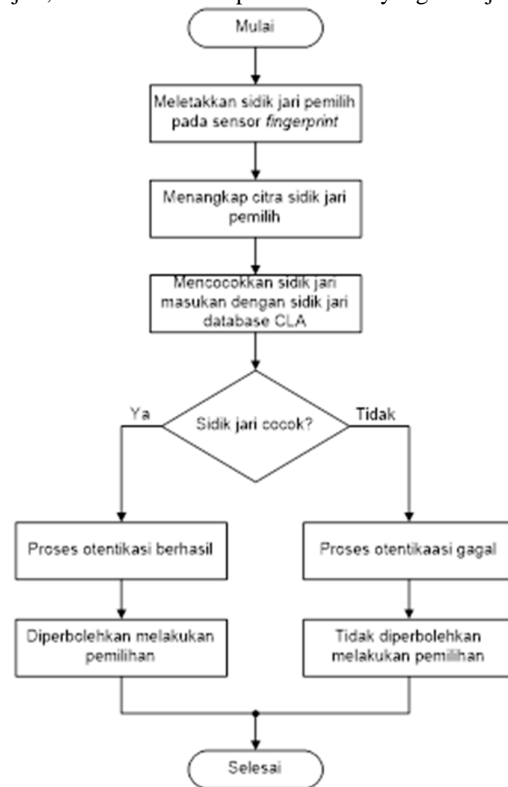 Mulai
Meletakkan sidik jari pemilih
pada sensor fingerprint
Menangkap citra sidik jari
pemilih
Mencocokkan sidik jari
masukan dengan sidik jari
database CLA
Sidik jari cocok?
Ya
Tidak
Proses otentikasi berhasil
Proses otentikaasi gagal
Diperbolehkan melakukan
pemilihan
Tidak diperbolehkan
melakukan pemilihan
Selesai